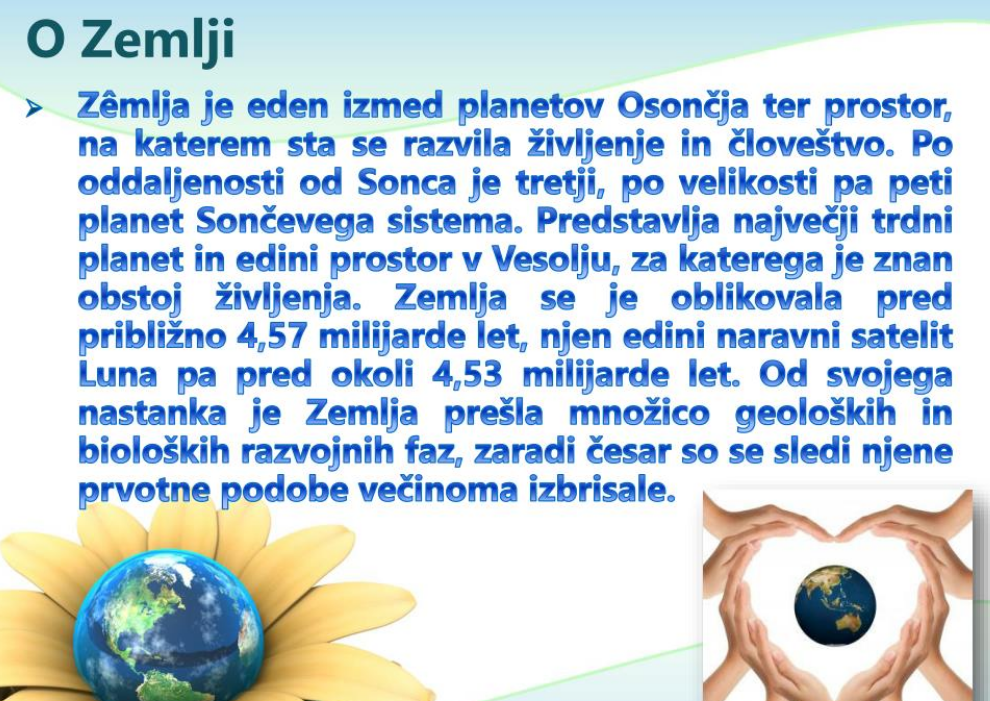 O Zemlji
Zêmlja je eden izmed planetov Osončja ter prostor,
na katerem sta se razvila življenje in človeštvo. Po
oddaljenosti od Sonca je tretji, po velikosti pa peti
planet Sončevega sistema. Predstavlja največji trdni
planet in edini prostor v Vesolju, za katerega je znan
obstoj življenja. Zemlja se je oblikovala pred
približno 4,57 milijarde let, njen edini naravni satelit
Luna pa pred okoli 4,53 milijarde let. Od svojega
nastanka je Zemlja prešla množico geoloških in
bioloških razvojnih faz, zaradi česar so se sledi njene
prvotne podobe večinoma izbrisale.